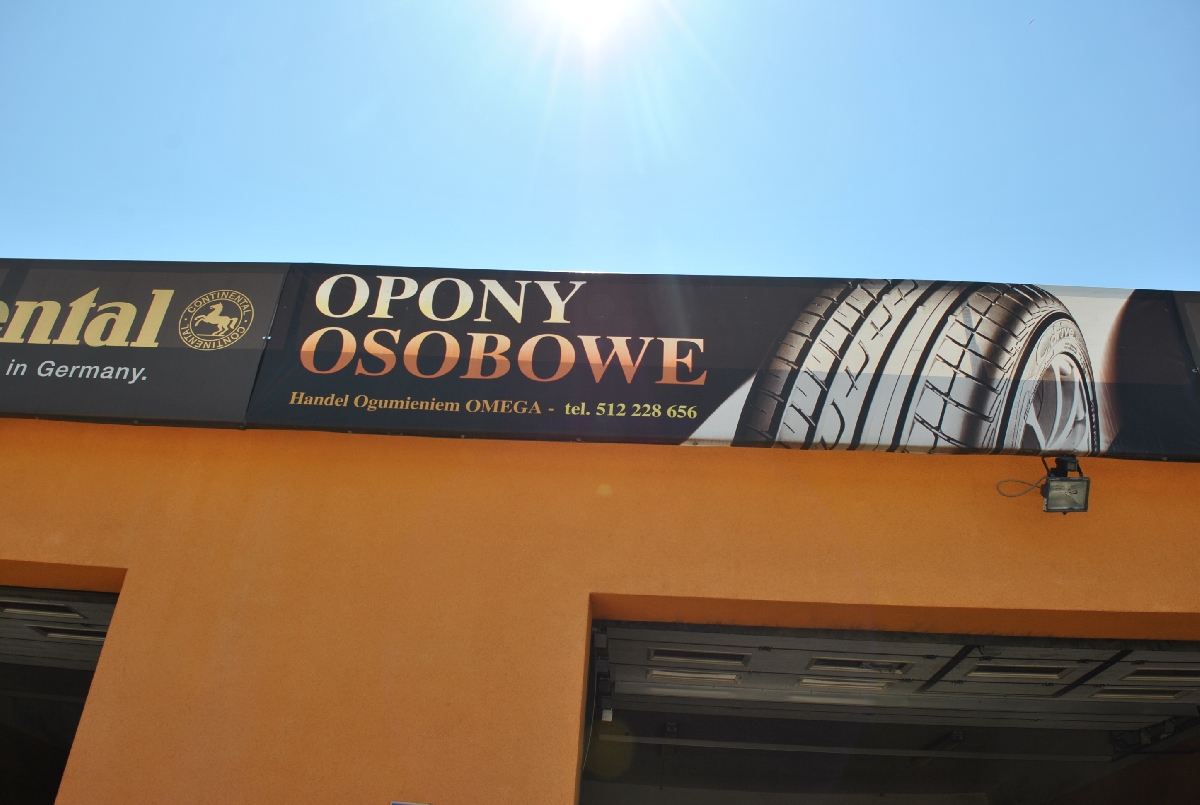 ental
CONTINENTAL
CONTINENTAL
in Germany.
OPONY
OSOBOWE
Handel Ogumieniem OMEGA - tel. 512 228 656